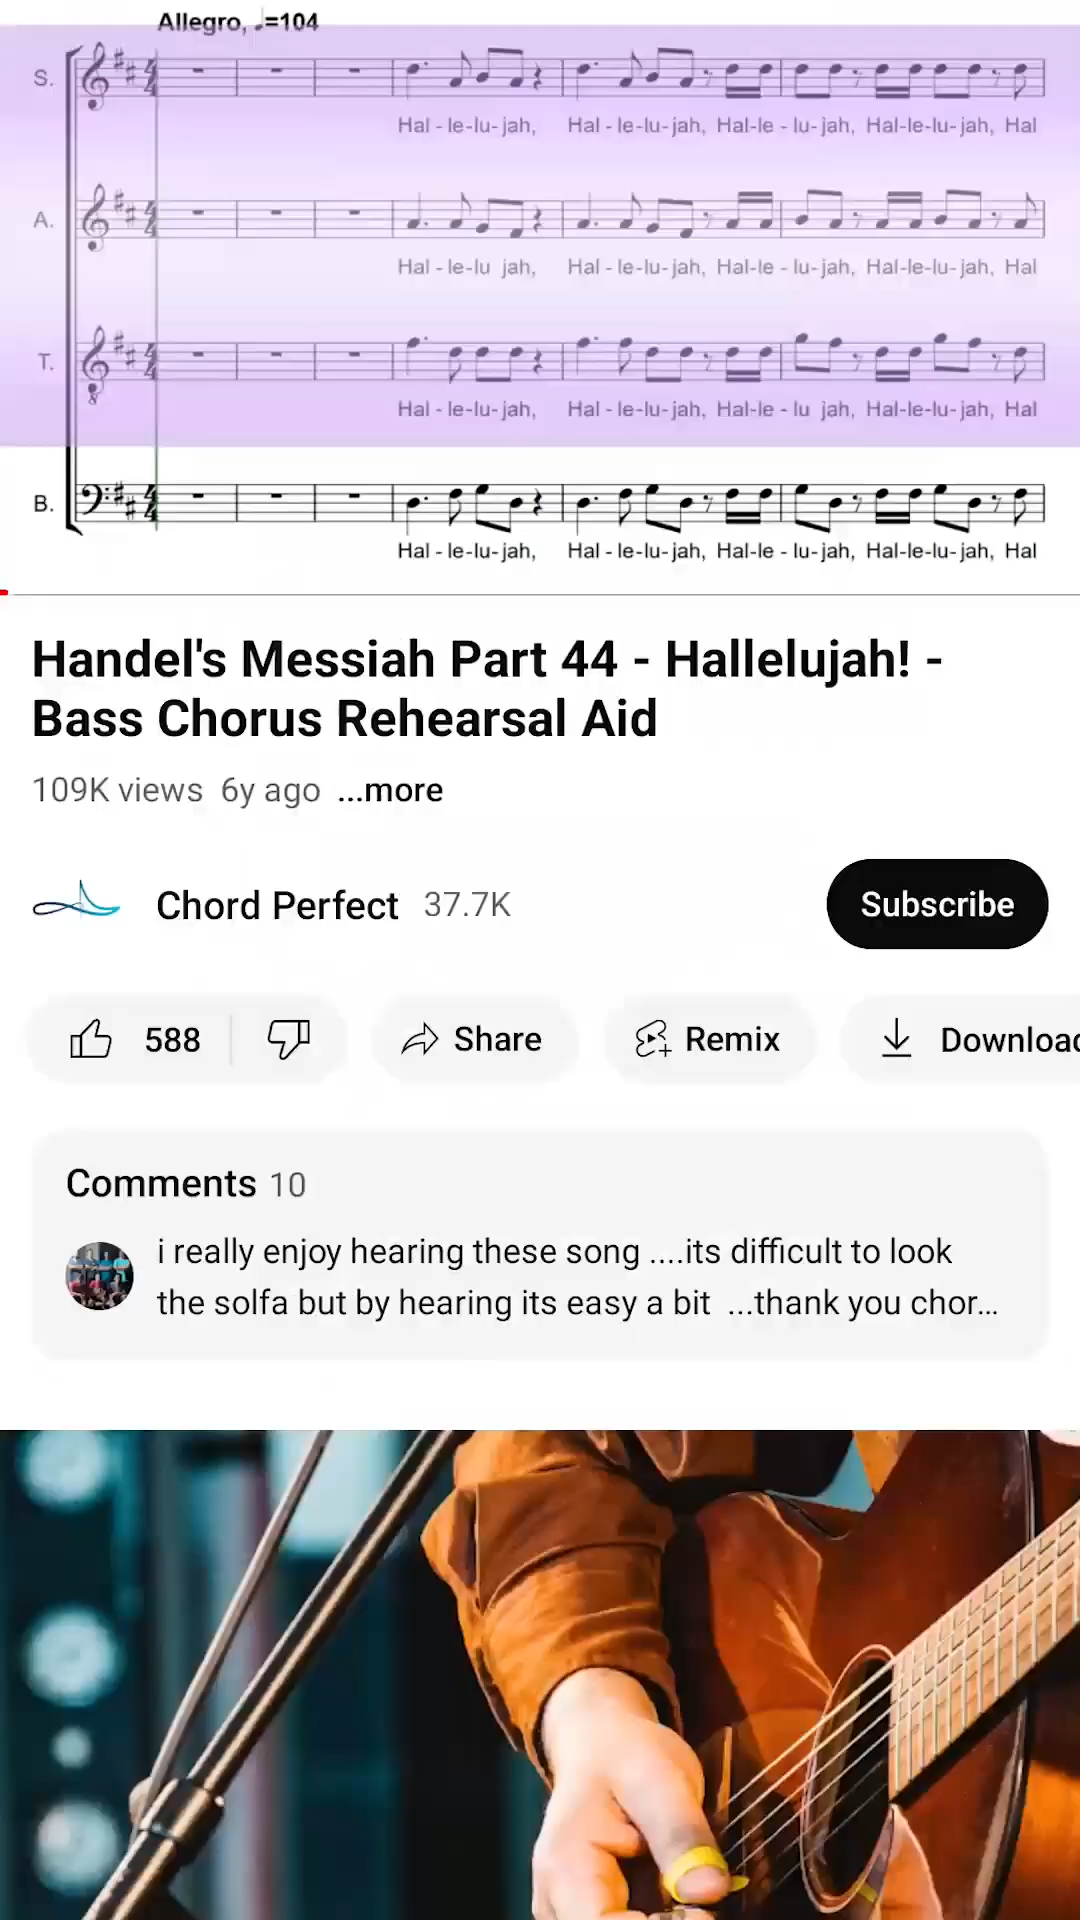 Allegro, ♩=104
S.
Hal - le-lu- jah, Hal - le-lu- jah, Hal-le - lu- jah, Hal-le-lu- jah, Hal
A.
Hal - le-lu jah, Hal - le-lu- jah, Hal-le - lu- jah, Hal-le-lu- jah, Hal
T.
8
Hal - le-lu- jah, Hal - le-lu- jah, Hal-le - lu jah, Hal-le-lu- jah, Hal
B.
Hal - le-lu- jah, Hal - le-lu- jah, Hal-le - lu- jah, Hal-le-lu- jah, Hal
Handel's Messiah Part 44 - Hallelujah! -
Bass Chorus Rehearsal Aid
109K views 6y ago ...more
Chord Perfect 37.7K Subscribe
588 Share Remix Download
Comments 10
i really enjoy hearing these song ....its difficult to look
the solfa but by hearing its easy a bit ...thank you chor...